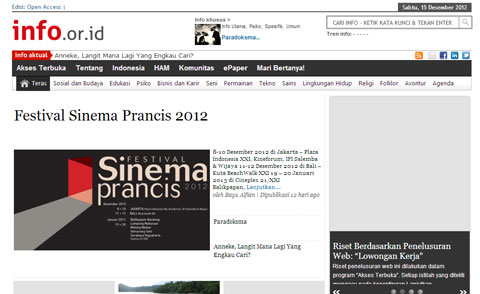 Edisi: Open Access |
Sabtu, 15 Desember 2012
info.or.id
Info khusus >
Info Utama, Psiko, Spesifik, Umum
Paradoksma...
CARI INFO - KETIK KATA KUNCI & TEKAN ENTER
Tren info: - - - - -
Info aktual
Anneke, Langit Mana Lagi Yang Engkau Cari?
Akses Terbuka Tentang Indonesia HAM Komunitas ePaper Mari Bertanya!
Teras Sosial dan Budaya Edukasi Psiko Bisnis dan Karir Seni Permainan Tekno Sains Lingkungan Hidup Religi Folklor Avontur Agenda
Festival Sinema Prancis 2012
FESTIVAL
Sinema
prancis
2012
8-10 Desember 2012 di Jakarta – Plaza
Indonesia XXI, Kineforum, IFI Salemba
& Wijaya 11-12 Desember 2012 di Bali –
Kuta BeachWalk XXI 19 – 20 Januari
2013 di Cineplex 21/XXI
Balikpapan, Lanjutkan...
oleh Bayu Alfian | Dipublikasi 12 hari ago
Paradoksma
Anneke, Langit Mana Lagi Yang
Engkau Cari?
Riset Berdasarkan Penelusuran
Web: “Lowongan Kerja”
Riset penelusuran web ini dilakukan dalam
program "Akses Terbuka". Setiap istilah yang diteliti